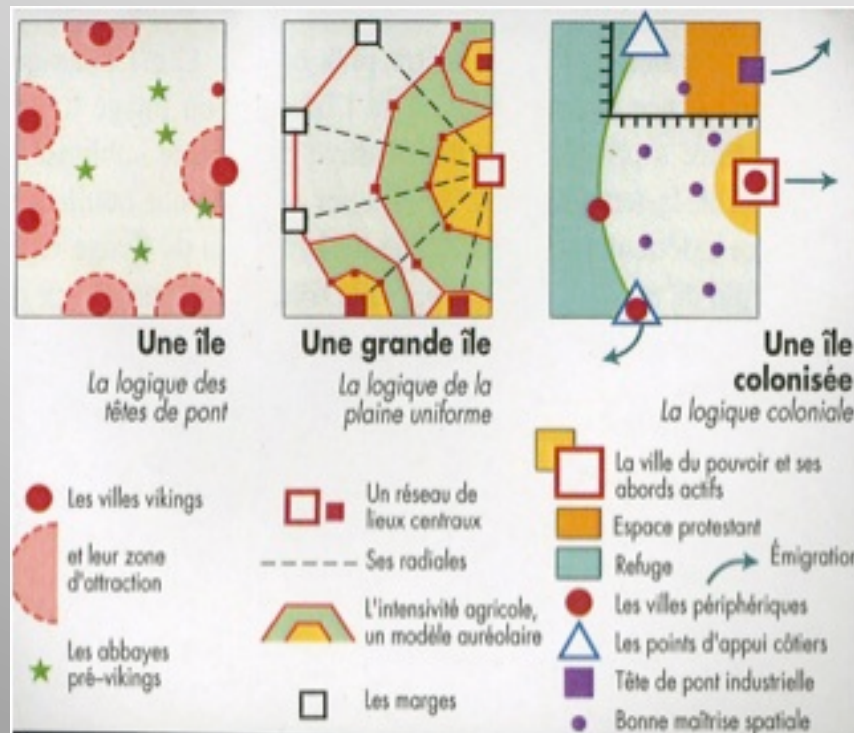 Une île
La logique des
têtes de pont
Les villes vikings
et leur zone
d'attraction
Les abbayes
pré-vikings
Une grande île
La logique de la
plaine uniforme
Un réseau de
lieux centraux
Ses radiales
L'intensivité agricole,
un modèle auréolaire
Les marges
Une île
colonisée
La logique coloniale
La ville du pouvoir et ses
abords actifs
Espace protestant
Refuge
Émigration
Les villes périphériques
Les points d'appui côtiers
Tête de pont industrielle
Bonne maîtrise spatiale